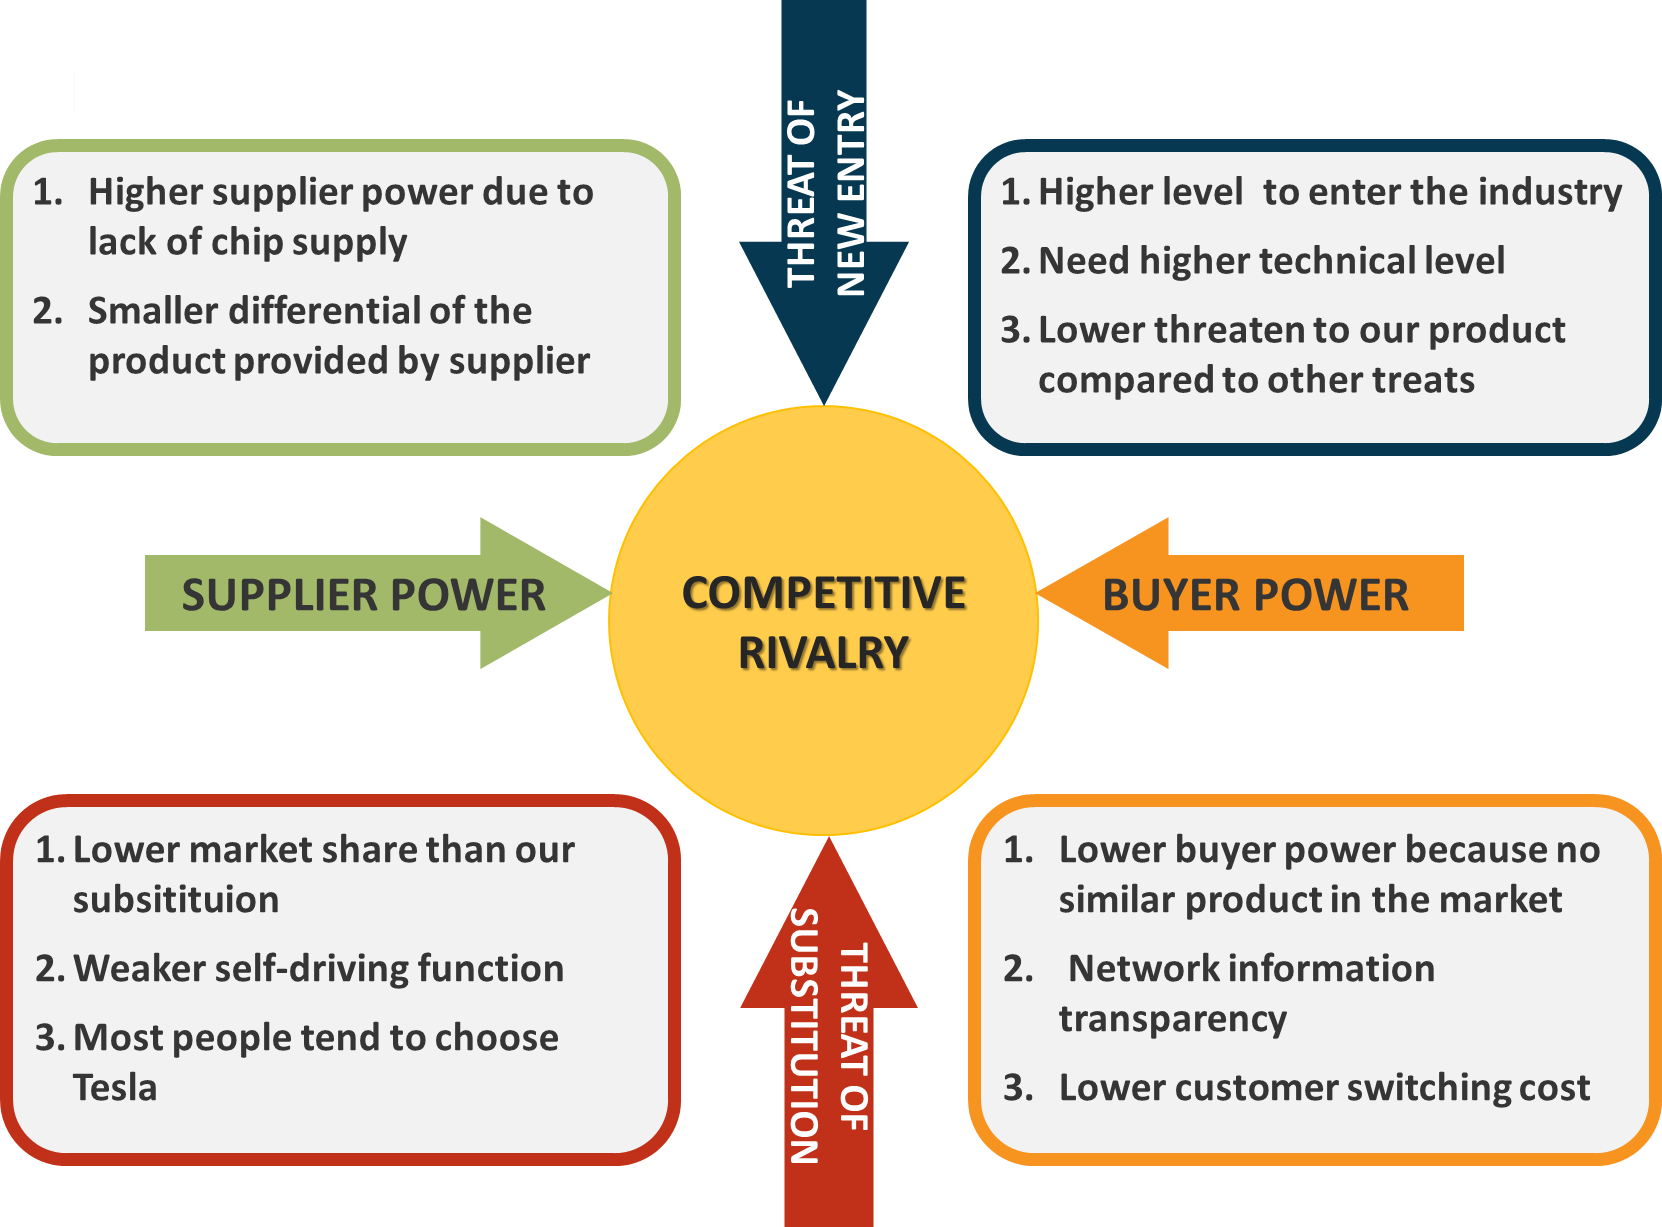 THREAT OF
NEW ENTRY
1. Higher supplier power due to
lack of chip supply
2. Smaller differential of the
product provided by supplier
1. Higher level  to enter the industry
2. Need higher technical level
3. Lower threaten to our product
compared to other treats
SUPPLIER POWER
COMPETITIVE
RIVALRY
BUYER POWER
1. Lower market share than our
subsitituion
2. Weaker self-driving function
3. Most people tend to choose
Tesla
THREAT OF
SUBSTITUTION
1. Lower buyer power because no
similar product in the market
2. Network information
transparency
3. Lower customer switching cost